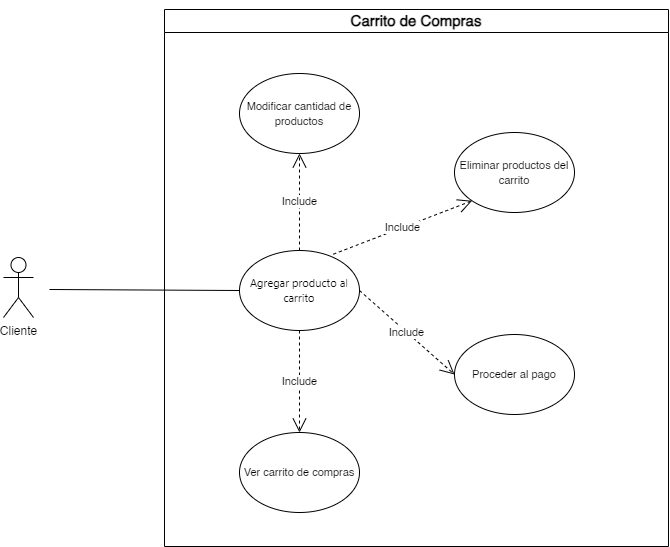 Carrito de Compras
Modificar cantidad de
productos
Eliminar productos del
carrito
Include
Include
Agregar producto al
carrito
Cliente
Include
Proceder al pago
Include
Ver carrito de compras